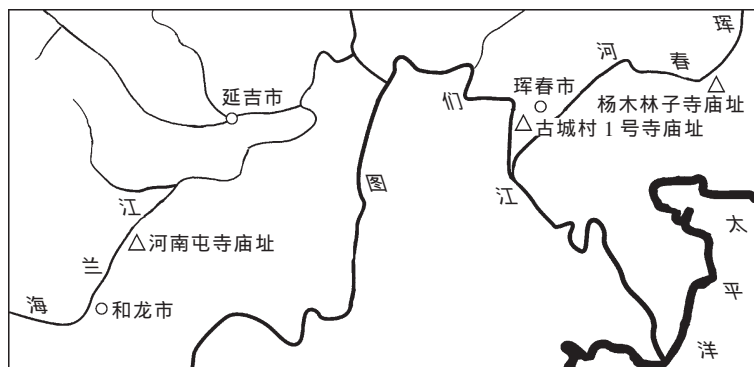 珲春河
延吉市
珲春市
杨木林子寺庙址
古城村1号寺庙址
图们江
海兰江
河南屯寺庙址
和龙市
太平洋